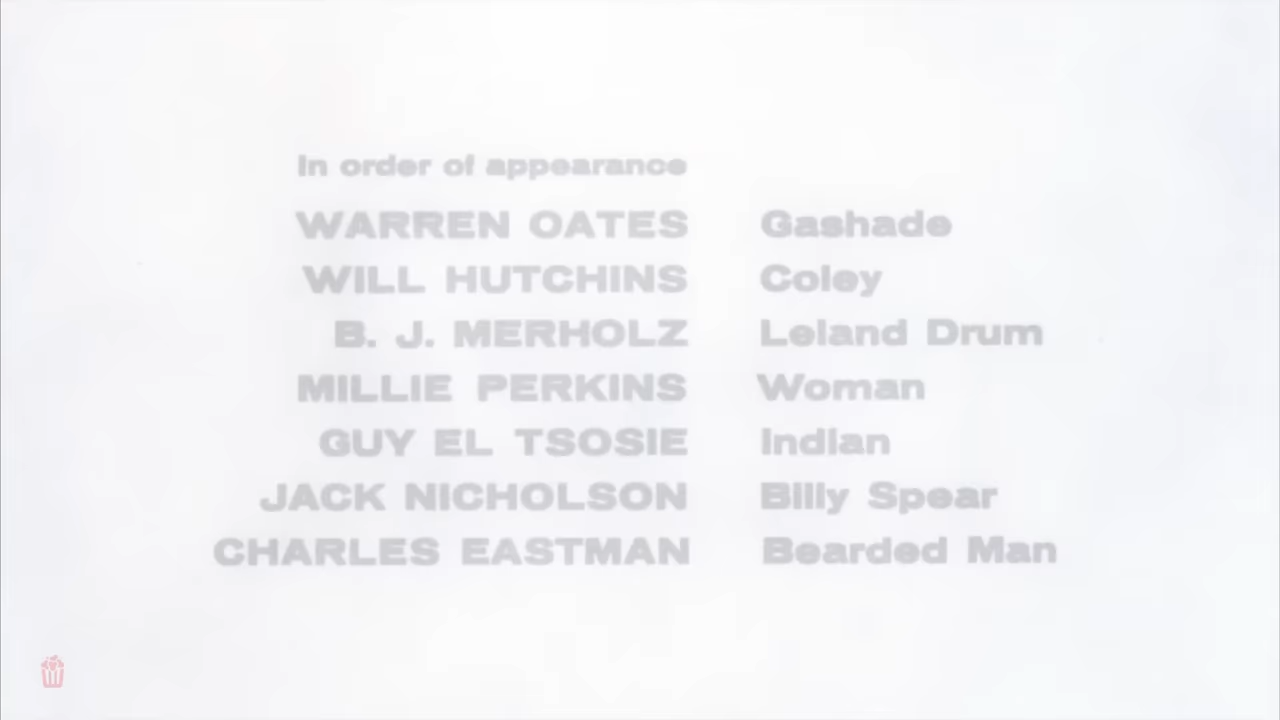 In order of appearance
WARREN OATES Gashade
WILL HUTCHINS Coley
B. J. MERHOLZ Leland Drum
MILLIE PERKINS Woman
GUY EL TSOSIE Indian
JACK NICHOLSON Billy Spear
CHARLES EASTMAN Bearded Man